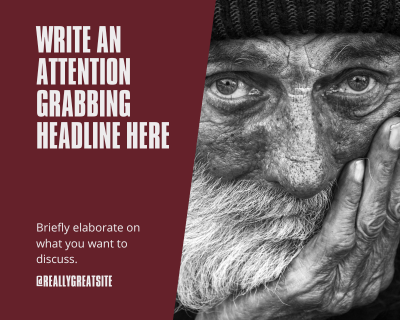 WRITE AN
ATTENTION
GRABBING
HEADLINE HERE
Briefly elaborate on
what you want to
discuss.
@REALLYGREATSITE